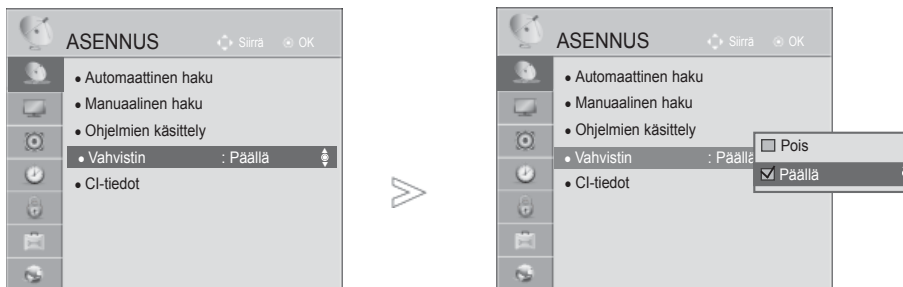 ASENNUS
Siirrä
OK
• Automaattinen haku
• Manuaalinen haku
• Ohjelmien käsittely
• Vahvistin : Päällä
• CI-tiedot
ASENNUS
Siirrä
OK
• Automaattinen haku
• Manuaalinen haku
• Ohjelmien käsittely
• Vahvistin : Päällä
• CI-tiedot
Pois
Päällä